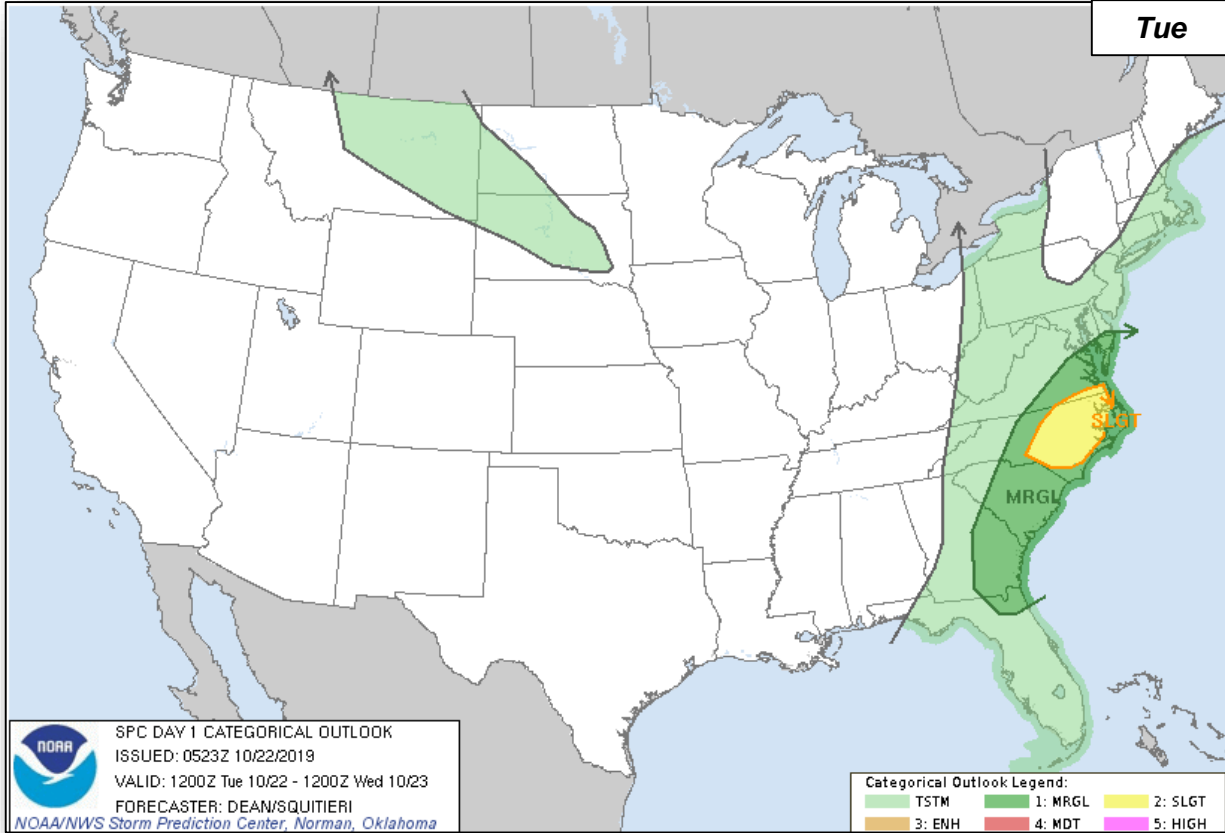 Tue
SLGT
MRGL
NOAA
SPC DAY 1 CATEGORICAL OUTLOOK
ISSUED: 0523Z 10/22/2019
VALID: 1200Z Tue 10/22 - 1200Z Wed 10/23
FORECASTER: DEAN/SQUITIERI
NOAA/NWS Storm Prediction Center, Norman, Oklahoma
Categorical Outlook Legend:
TSTM 1: MRGL 2: SLGT
3: ENH 4: MDT 5: HIGH